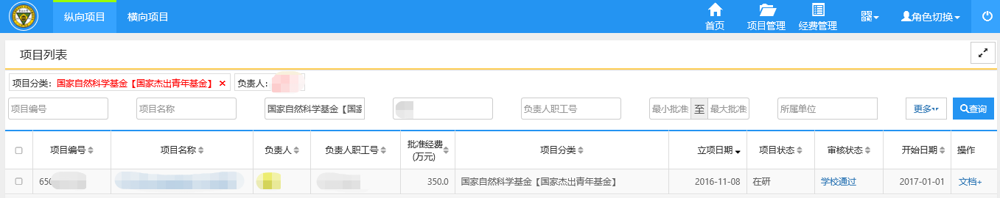 纵向项目 横向项目 首页 项目管理 经费管理 角色切换
项目列表
项目分类: 国家自然科学基金【国家杰出青年基金】 × 负责人:
项目编号 项目名称 国家自然科学基金【国家 负责人职工号 最小批准 至 最大批准 所属单位 更多 查询
项目编号 项目名称 负责人 负责人职工号 批准经费(万元) 项目分类 立项日期 项目状态 审核状态 开始日期 操作
650 350.0 国家自然科学基金【国家杰出青年基金】 2016-11-08 在研 学校通过 2017-01-01 文档+